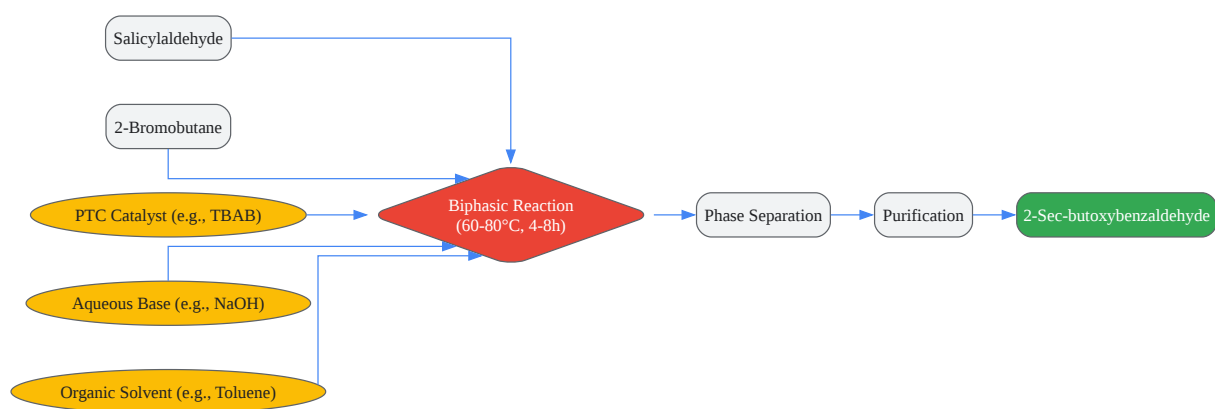 Salicylaldehyde
2-Bromobutane
PTC Catalyst (e.g., TBAB)
Aqueous Base (e.g., NaOH)
Organic Solvent (e.g., Toluene)
Biphasic Reaction
(60-80°C, 4-8h)
Phase Separation
Purification
2-Sec-butoxybenzaldehyde